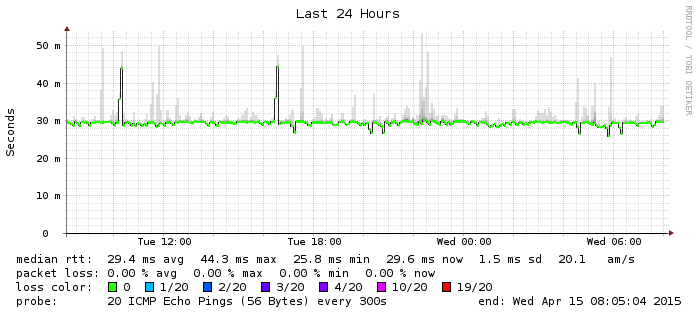 Last 24 Hours
RRDTOOL / TOBI OETIKER
Seconds
50 m
40 m
30 m
20 m
10 m
0
Tue 12:00 Tue 18:00 Wed 00:00 Wed 06:00
median rtt: 29.4 ms avg 44.3 ms max 25.8 ms min 29.6 ms now 1.5 ms sd 20.1 am/s
packet loss: 0.00 % avg 0.00 % max 0.00 % min 0.00 % now
loss color: 0 1/20 2/20 3/20 4/20 10/20 19/20
probe: 20 ICMP Echo Pings (56 Bytes) every 300s end: Wed Apr 15 08:05:04 2015